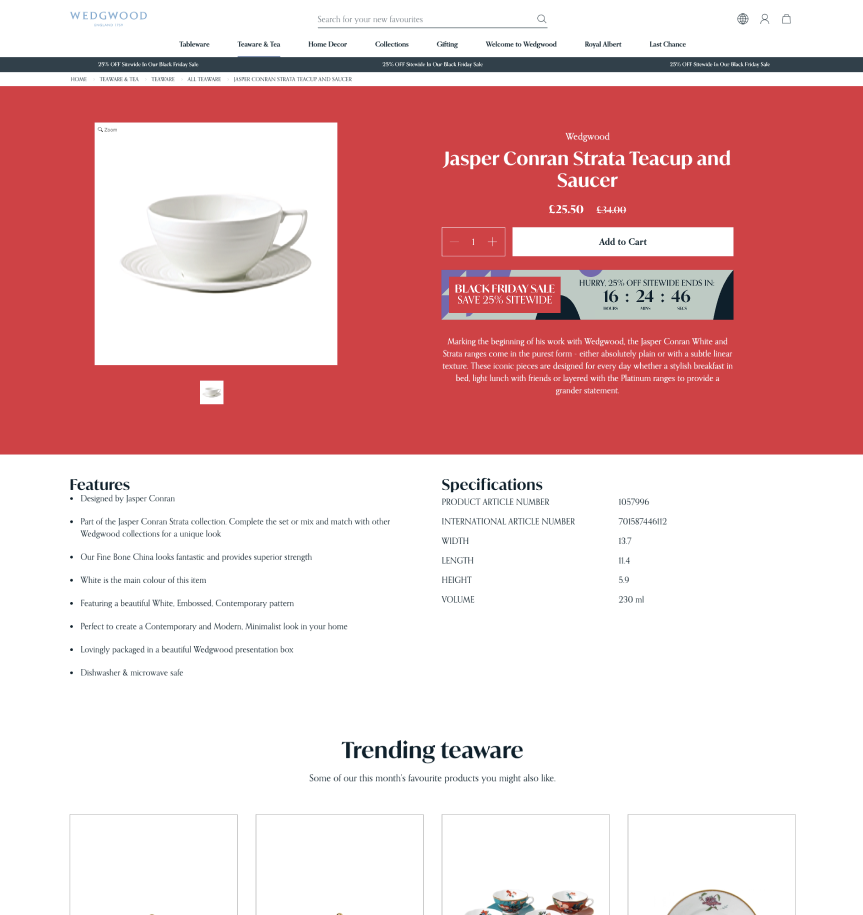 WEDGWOOD
ENGLAND 1759
Search for your new favourites
Tableware
Teaware & Tea
Home Decor
Collections
Gifting
Welcome to Wedgwood
Royal Albert
Last Chance
25% OFF Sitewide In Our Black Friday Sale
25% OFF Sitewide In Our Black Friday Sale
25% OFF Sitewide In Our Black Friday Sale
HOME
TEAWARE & TEA
TEAWARE
ALL TEAWARE
JASPER CONRAN STRATA TEACUP AND SAUCER
Zoom
Wedgwood
Jasper Conran Strata Teacup and
Saucer
£25.50 £34.00
1
Add to Cart
BLACK FRIDAY SALE
SAVE 25% SITEWIDE
HURRY, 25% OFF SITEWIDE ENDS IN:
16 : 24 : 46
HOURS MINS SECS
Marking the beginning of his work with Wedgwood, the Jasper Conran White and
Strata ranges come in the purest form - either absolutely plain or with a subtle linear
texture. These iconic pieces are designed for every day whether a stylish breakfast in
bed, light lunch with friends or layered with the Platinum ranges to provide a
grander statement.
Features
• Designed by Jasper Conran
• Part of the Jasper Conran Strata collection. Complete the set or mix and match with other
Wedgwood collections for a unique look
• Our Fine Bone China looks fantastic and provides superior strength
• White is the main colour of this item
• Featuring a beautiful White, Embossed, Contemporary pattern
• Perfect to create a Contemporary and Modern, Minimalist look in your home
• Lovingly packaged in a beautiful Wedgwood presentation box
• Dishwasher & microwave safe
Specifications
PRODUCT ARTICLE NUMBER 1057996
INTERNATIONAL ARTICLE NUMBER 701587446112
WIDTH 13.7
LENGTH 11.4
HEIGHT 5.9
VOLUME 230 ml
Trending teaware
Some of our this month's favourite products you might also like.